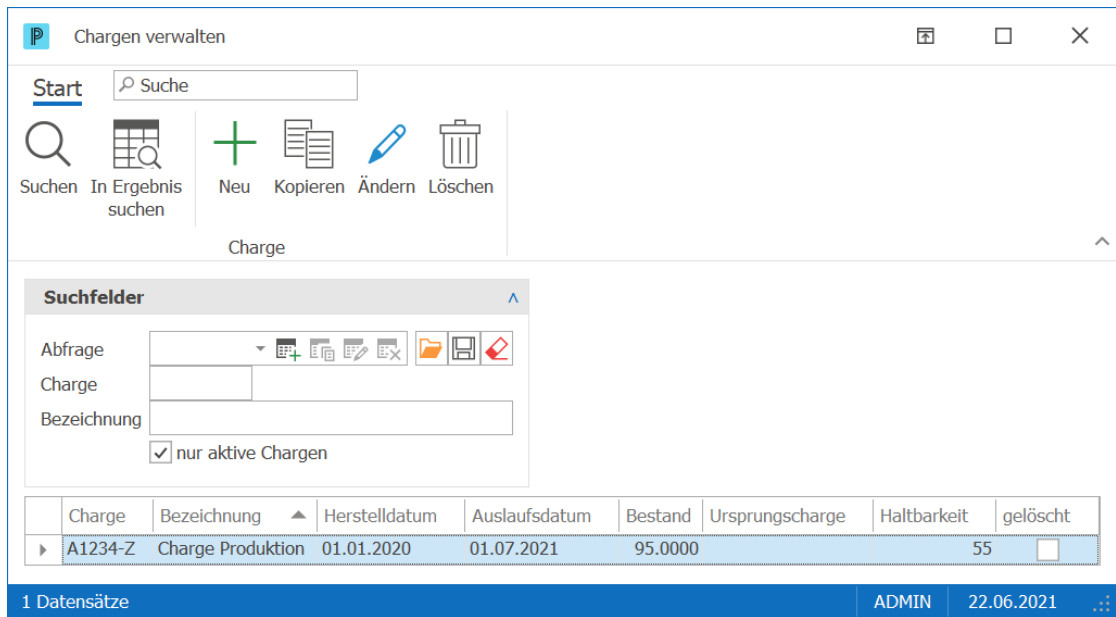 Chargen verwalten
Start Suche
Suchen In Ergebnis suchen Neu Kopieren Ändern Löschen
Charge
Suchfelder
Abfrage
Charge
Bezeichnung
nur aktive Chargen
Charge Bezeichnung Herstelldatum Auslaufsdatum Bestand Ursprungscharge Haltbarkeit gelöscht
A1234-Z Charge Produktion 01.01.2020 01.07.2021 95.0000 55
1 Datensätze ADMIN 22.06.2021